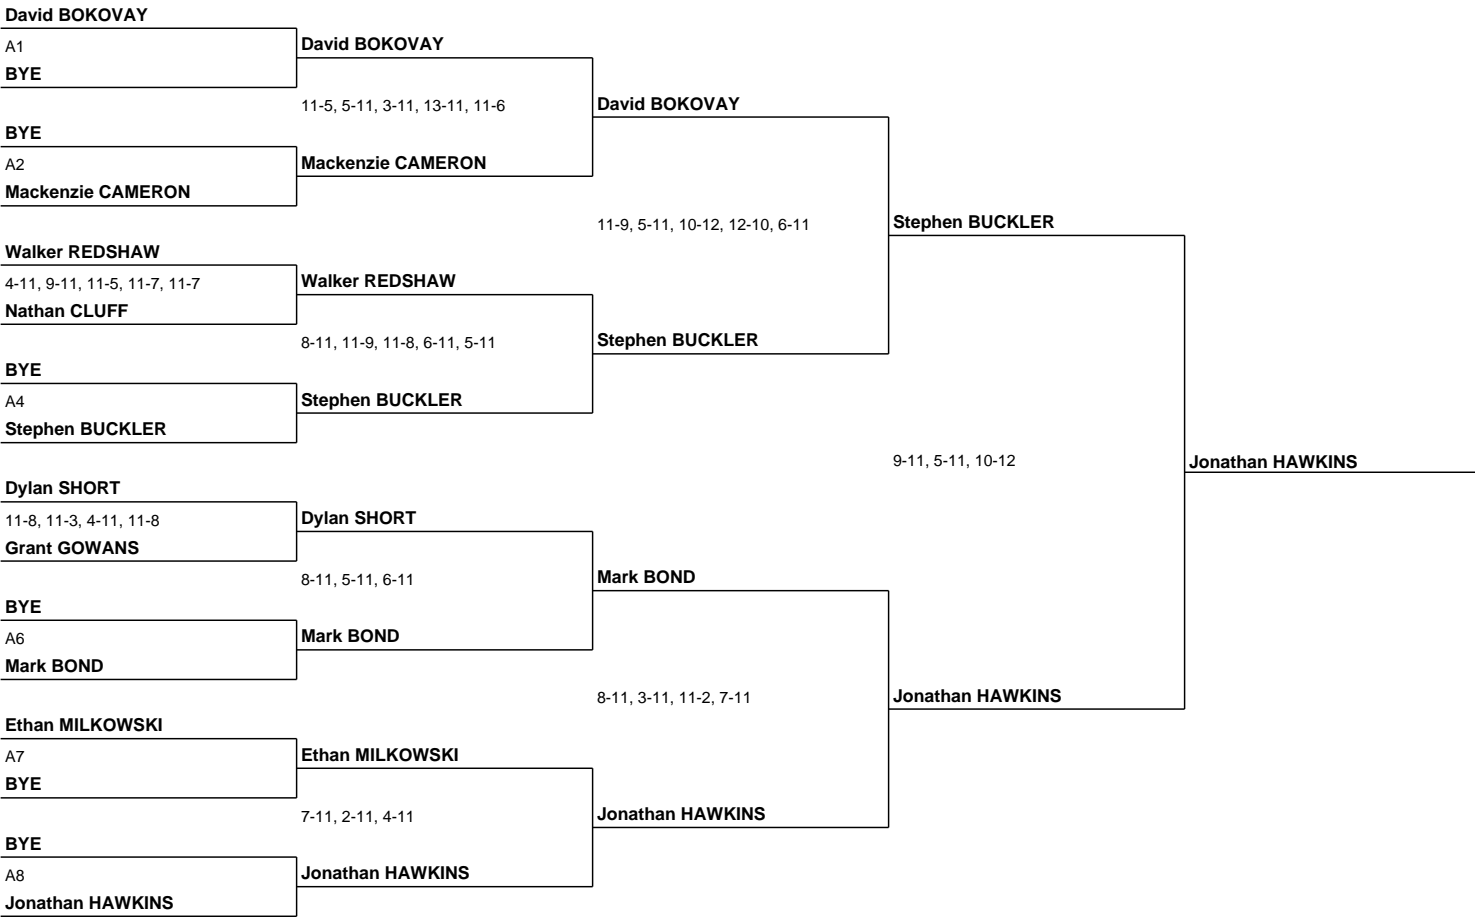 David BOKOVAY
A1
BYE
BYE
A2
Mackenzie CAMERON
Walker REDSHAW
4-11, 9-11, 11-5, 11-7, 11-7
Nathan CLUFF
BYE
A4
Stephen BUCKLER
Dylan SHORT
11-8, 11-3, 4-11, 11-8
Grant GOWANS
BYE
A6
Mark BOND
Ethan MILKOWSKI
A7
BYE
BYE
A8
Jonathan HAWKINS
David BOKOVAY
11-5, 5-11, 3-11, 13-11, 11-6
Mackenzie CAMERON
Walker REDSHAW
8-11, 11-9, 11-8, 6-11, 5-11
Stephen BUCKLER
Dylan SHORT
8-11, 5-11, 6-11
Mark BOND
Ethan MILKOWSKI
7-11, 2-11, 4-11
Jonathan HAWKINS
David BOKOVAY
11-9, 5-11, 10-12, 12-10, 6-11
Stephen BUCKLER
Mark BOND
8-11, 3-11, 11-2, 7-11
Jonathan HAWKINS
Stephen BUCKLER
9-11, 5-11, 10-12
Jonathan HAWKINS
Jonathan HAWKINS